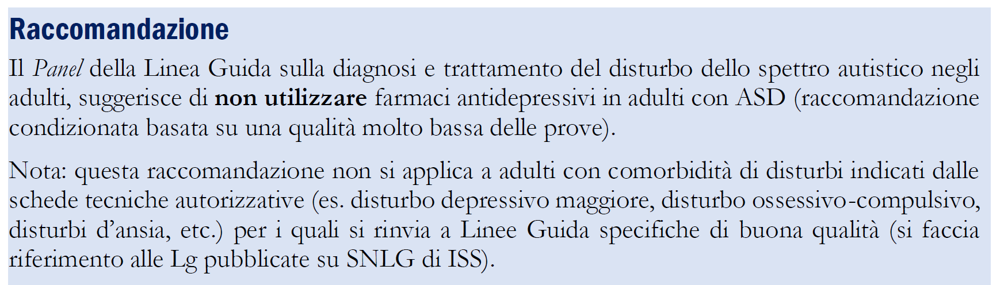 Raccomandazione
Il Panel della Linea Guida sulla diagnosi e trattamento del disturbo dello spettro autistico negli
adulti, suggerisce di non utilizzare farmaci antidepressivi in adulti con ASD (raccomandazione
condizionata basata su una qualità molto bassa delle prove).
Nota: questa raccomandazione non si applica a adulti con comorbidità di disturbi indicati dalle
schede tecniche autorizzative (es. disturbo depressivo maggiore, disturbo ossessivo-compulsivo,
disturbi d’ansia, etc.) per i quali si rinvia a Linee Guida specifiche di buona qualità (si faccia
riferimento alle Lg pubblicate su SNLG di ISS).